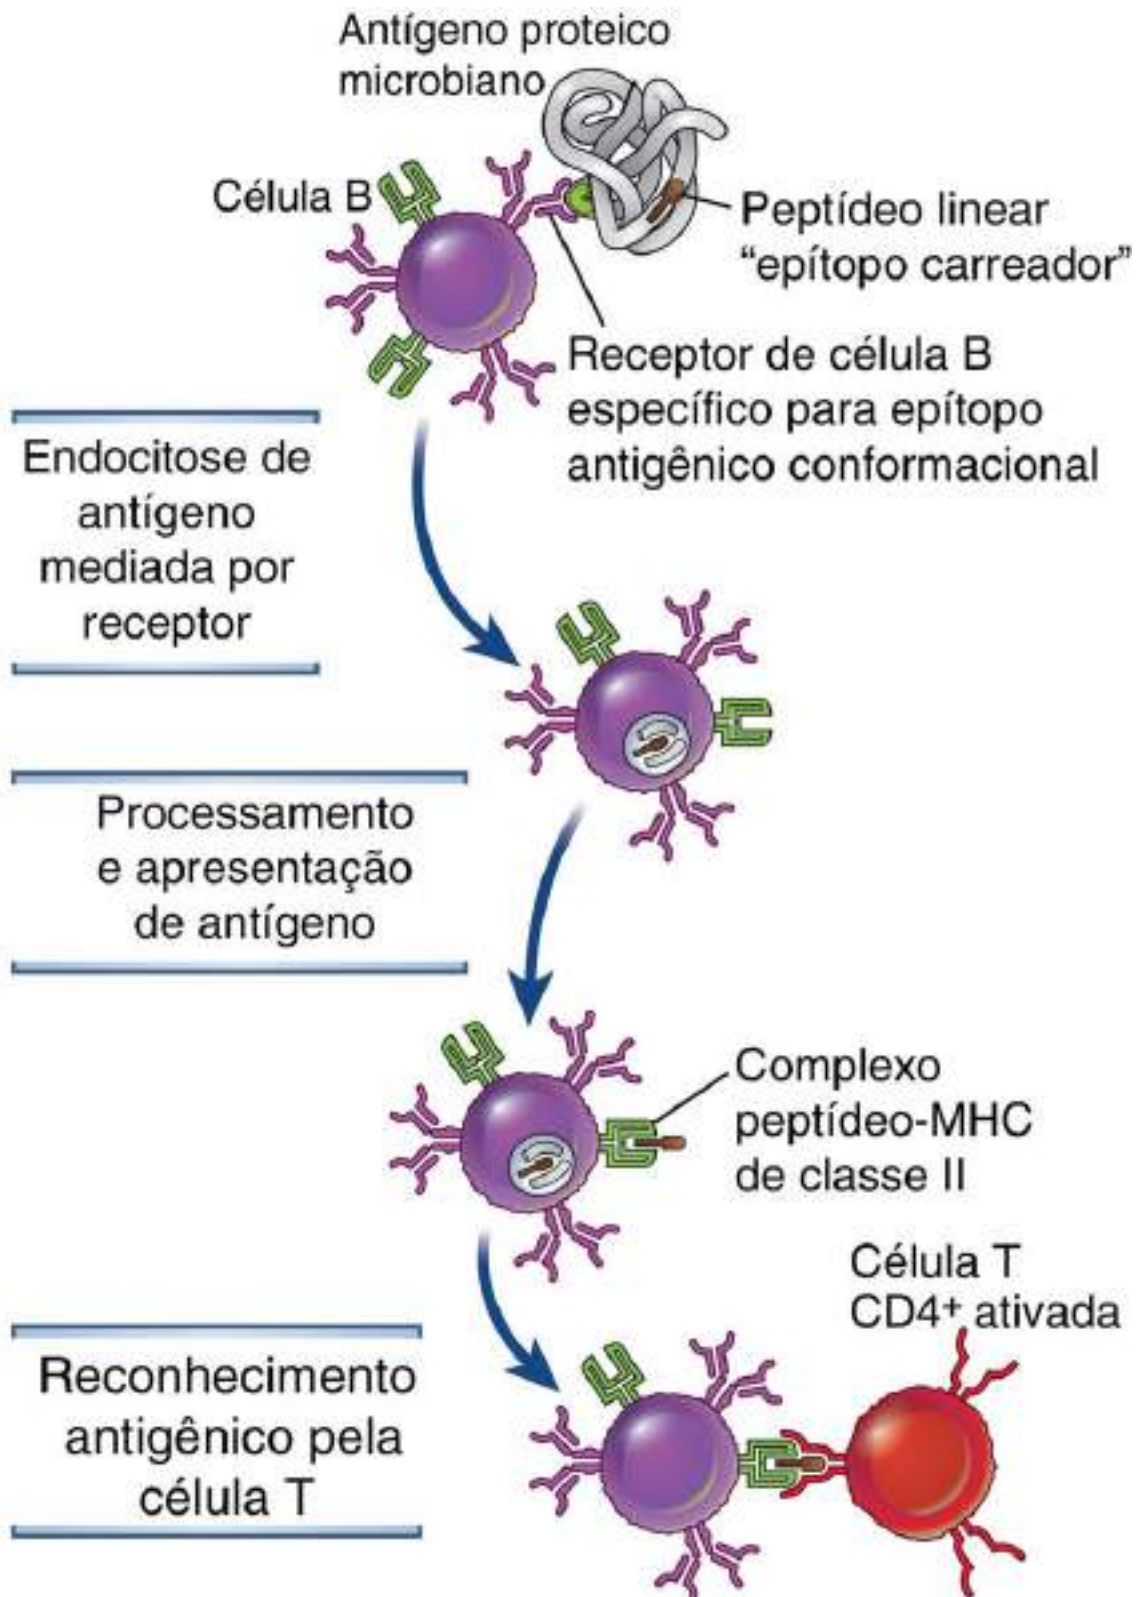 Antígeno proteico
microbiano
Célula B
Peptídeo linear
“epítopo carreador”
Receptor de célula B
específico para epítopo
antigênico conformacional
Endocitose de
antígeno
mediada por
receptor
Processamento
e apresentação
de antígeno
Complexo
peptídeo-MHC
de classe II
Célula T
CD4+ ativada
Reconhecimento
antigênico pela
célula T